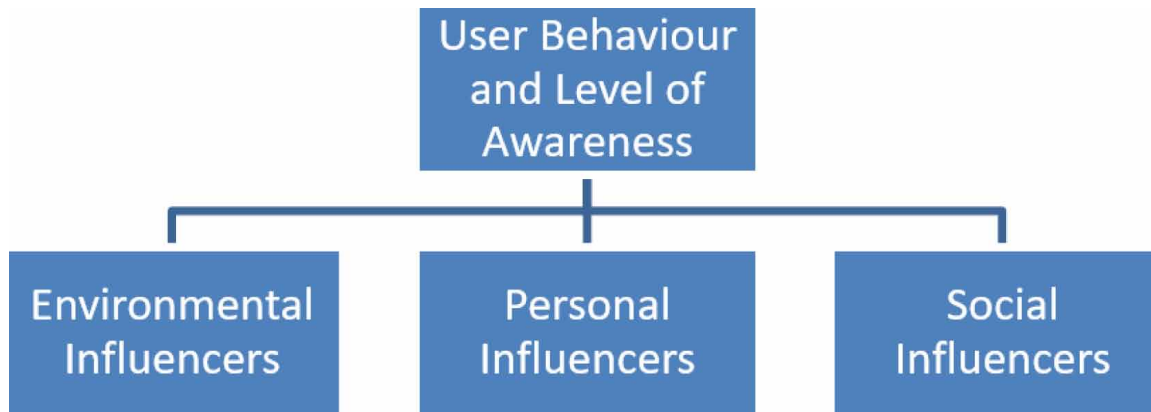 User Behaviour
and Level of
Awareness
Environmental
Influencers
Personal
Influencers
Social
Influencers